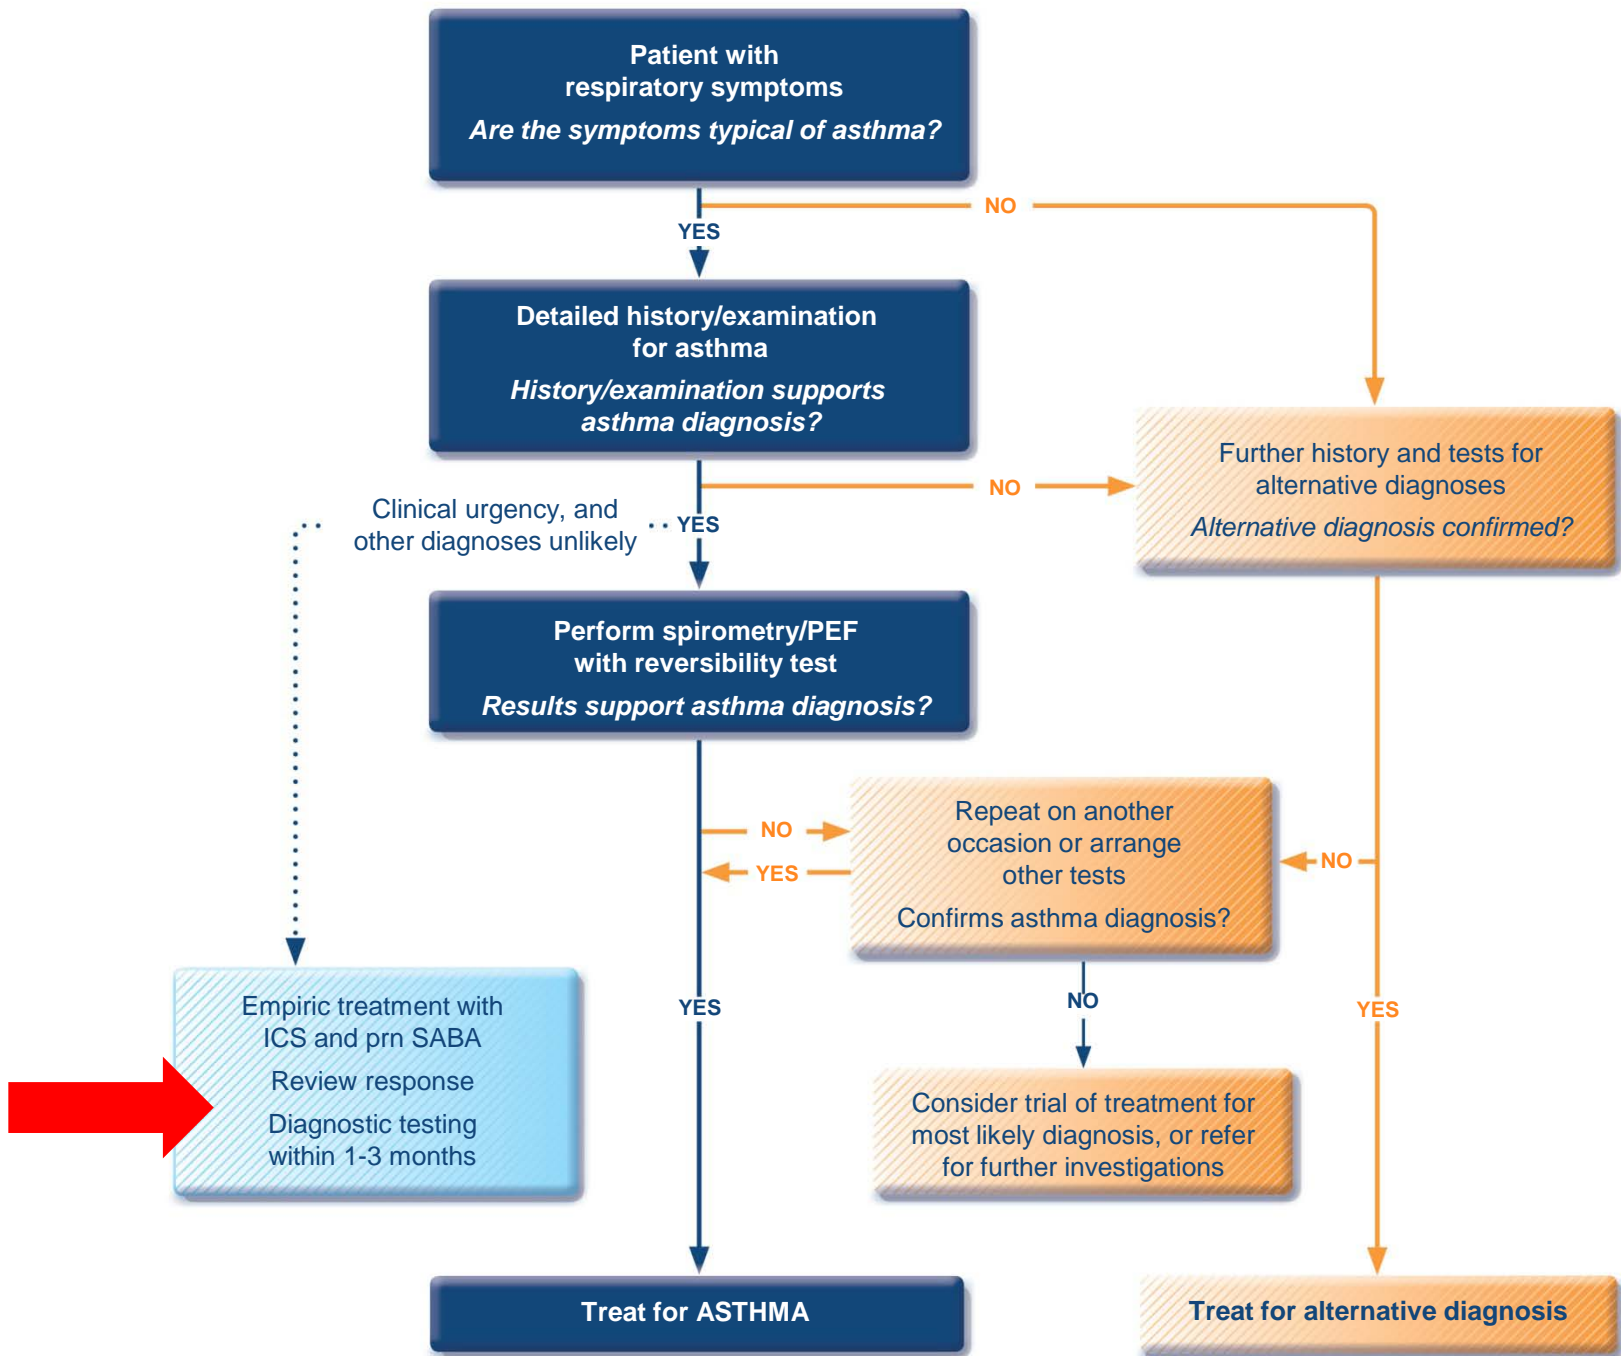 Patient with
respiratory symptoms
Are the symptoms typical of asthma?
NO
YES
Detailed history/examination
for asthma
History/examination supports
asthma diagnosis?
Further history and tests for
alternative diagnoses
Alternative diagnosis confirmed?
NO
Clinical urgency, and
other diagnoses unlikely
YES
Perform spirometry/PEF
with reversibility test
Results support asthma diagnosis?
Repeat on another
occasion or arrange
other tests
Confirms asthma diagnosis?
NO
YES
NO
Empiric treatment with
ICS and prn SABA
Review response
Diagnostic testing
within 1-3 months
YES
NO
YES
Consider trial of treatment for
most likely diagnosis, or refer
for further investigations
Treat for ASTHMA
Treat for alternative diagnosis